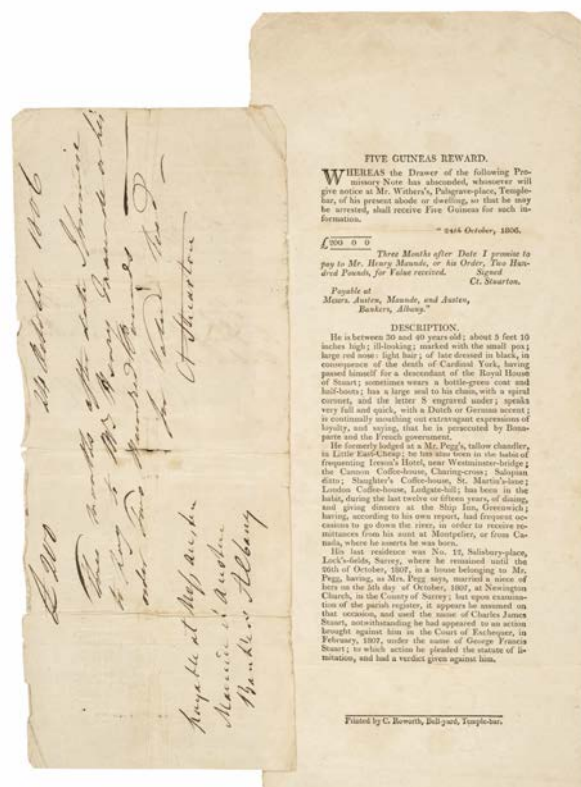 £ 200 October 1806
Three months after date I promise
to pay to Mr Henry Maunde or his
Hundred Pounds
Ct Stuarton
Payable at Messrs Austen
Maunde & Austen
Bankers Albany
FIVE GUINEAS REWARD.
WHEREAS the Drawer of the following Pro-
missory Note has absconded, whosoever will
give notice at Mr. Withers's, Palsgrave-place, Temple-
bar, of his present abode or dwelling, so that he may
be arrested, shall receive Five Guineas for such in-
formation.
" 24th October, 1806.
£200 0 0
Three Months after Date I promise to
pay to Mr. Henry Maunde, or his Order, Two Hun-
dred Pounds, for Value received. Signed
Ct. Stuarton.
Payable at
Messrs. Austen, Maunde, and Austen,
Bankers, Albany."
DESCRIPTION.
He is between 30 and 40 years old; about 5 feet 10
inches high; ill-looking; marked with the small pox;
large red nose: light hair; of late dressed in black, in
consequence of the death of Cardinal York, having
passed himself for a descendant of the Royal House
of Stuart; sometimes wears a bottle-green coat and
half-boots; has a large seal to his chain, with a spiral
coronet, and the letter S engraved under; speaks
very full and quick, with a Dutch or German accent;
is continually mouthing out extravagant expressions of
loyalty, and saying, that he is persecuted by Bona-
parte and the French government.
He formerly lodged at a Mr. Pegg's, tallow chandler,
in Little East-Cheap; he has also been in the habit of
frequenting Ireson's Hotel, near Westminster-bridge;
the Cannon Coffee-house, Charing-cross; Salopian
ditto; Slaughter's Coffee-house, St. Martin's-lane;
London Coffee-house, Ludgate-hill; has been in the
habit, during the last twelve or fifteen years, of dining,
and giving dinners at the Ship Inn, Greenwich;
having, according to his own report, had frequent oc-
casions to go down the river, in order to receive re-
mittances from his aunt at Montpelier, or from Ca-
nada, where he asserts he was born.
His last residence was No. 12, Salisbury-place,
Lock's-fields, Surrey, where he remained until the
26th of October, 1807, in a house belonging to Mr.
Pegg, having, as Mrs. Pegg says, married a niece of
hers on the 5th day of October, 1807, at Newington
Church, in the County of Surrey; but upon examina-
tion of the parish register, it appears he assumed on
that occasion, and used the name of Charles James
Stuart, notwithstanding he had appeared to an action
brought against him in the Court of Exchequer, in
February, 1807, under the name of George Francis
Stuart; to which action he pleaded the statute of li-
mitation, and had a verdict given against him.
Printed by C. Roworth, Bell-yard, Temple-bar.